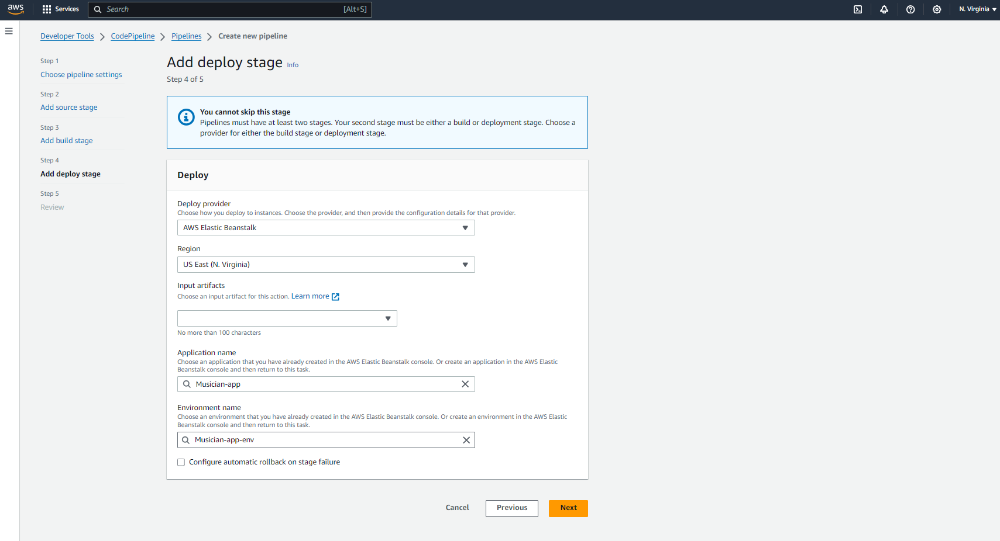 aws
Services
Search
[Alt+S]
N. Virginia
Developer Tools
CodePipeline
Pipelines
Create new pipeline
Step 1
Choose pipeline settings
Step 2
Add source stage
Step 3
Add build stage
Step 4
Add deploy stage
Step 5
Review
Add deploy stage Info
Step 4 of 5
You cannot skip this stage
Pipelines must have at least two stages. Your second stage must be either a build or deployment stage. Choose a
provider for either the build stage or deployment stage.
Deploy
Deploy provider
Choose how you deploy to instances. Choose the provider, and then provide the configuration details for that provider.
AWS Elastic Beanstalk
Region
US East (N. Virginia)
Input artifacts
Choose an input artifact for this action. Learn more
No more than 100 characters
Application name
Choose an application that you have already created in the AWS Elastic Beanstalk console. Or create an application in the AWS Elastic
Beanstalk console and then return to this task.
Musician-app
Environment name
Choose an environment that you have already created in the AWS Elastic Beanstalk console. Or create an environment in the AWS Elastic
Beanstalk console and then return to this task.
Musician-app-env
Configure automatic rollback on stage failure
Cancel
Previous
Next